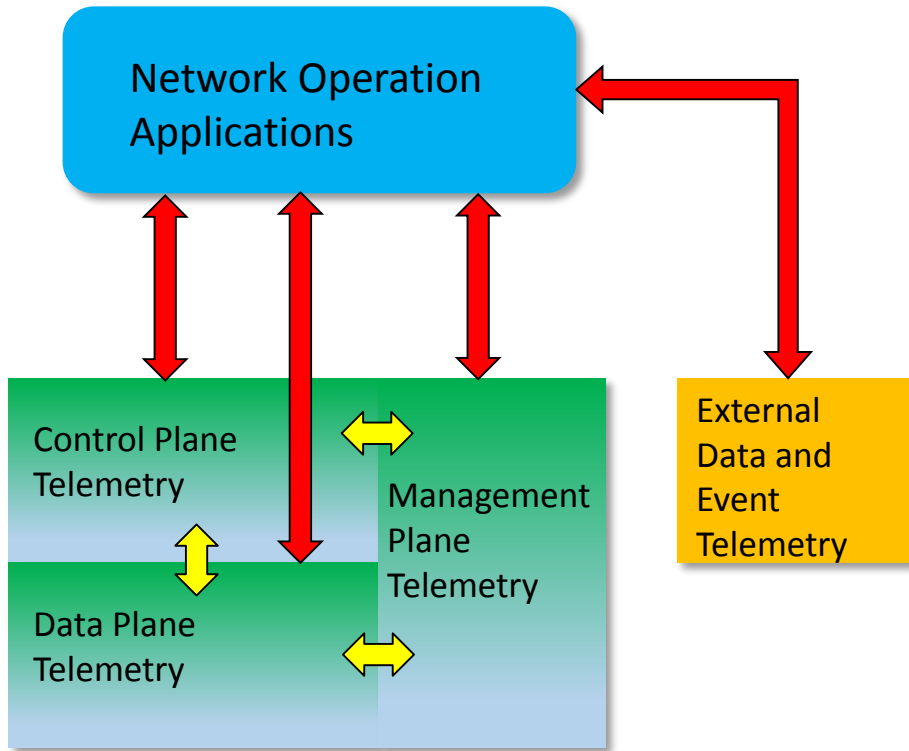 Network Operation
Applications
Control Plane
Telemetry
Management
Plane
Telemetry
Data Plane
Telemetry
External
Data and
Event
Telemetry